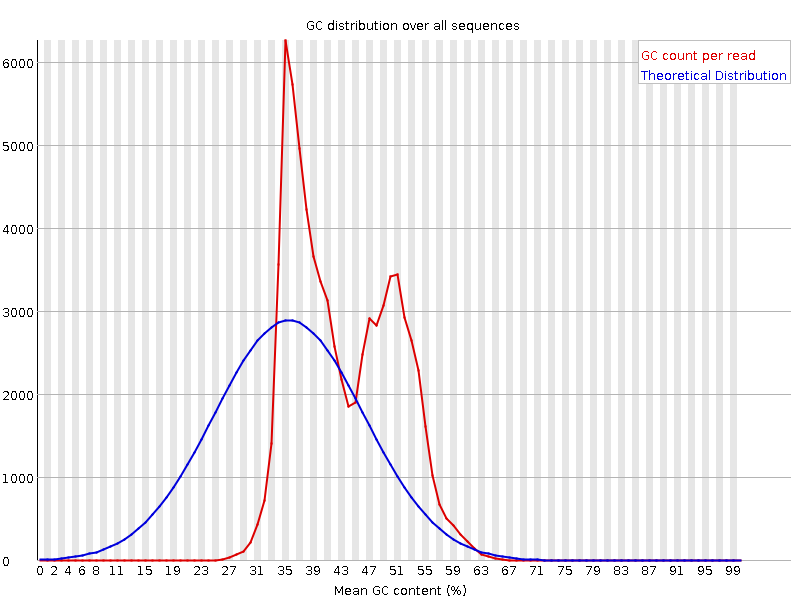 GC distribution over all sequences
GC count per read
Theoretical Distribution
6000
5000
4000
3000
2000
1000
0
0 2 4 6 8 11 15 19 23 27 31 35 39 43 47 51 55 59 63 67 71 75 79 83 87 91 95 99
Mean GC content (%)